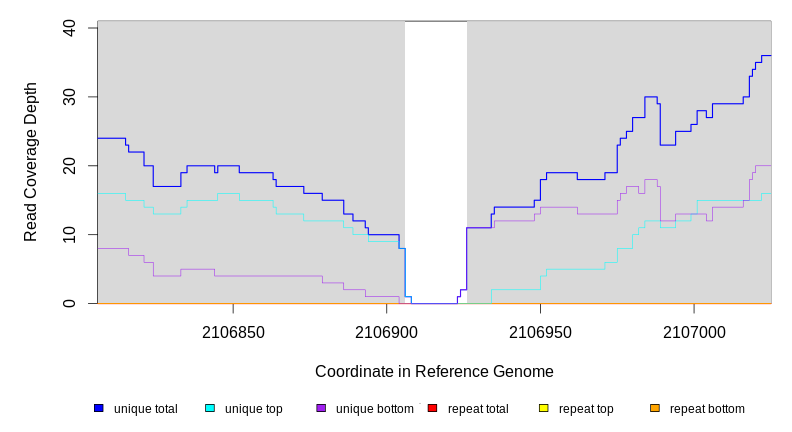 40
30
20
10
0
Read Coverage Depth
2106850 2106900 2106950 2107000
Coordinate in Reference Genome
unique total unique top unique bottom repeat total repeat top repeat bottom